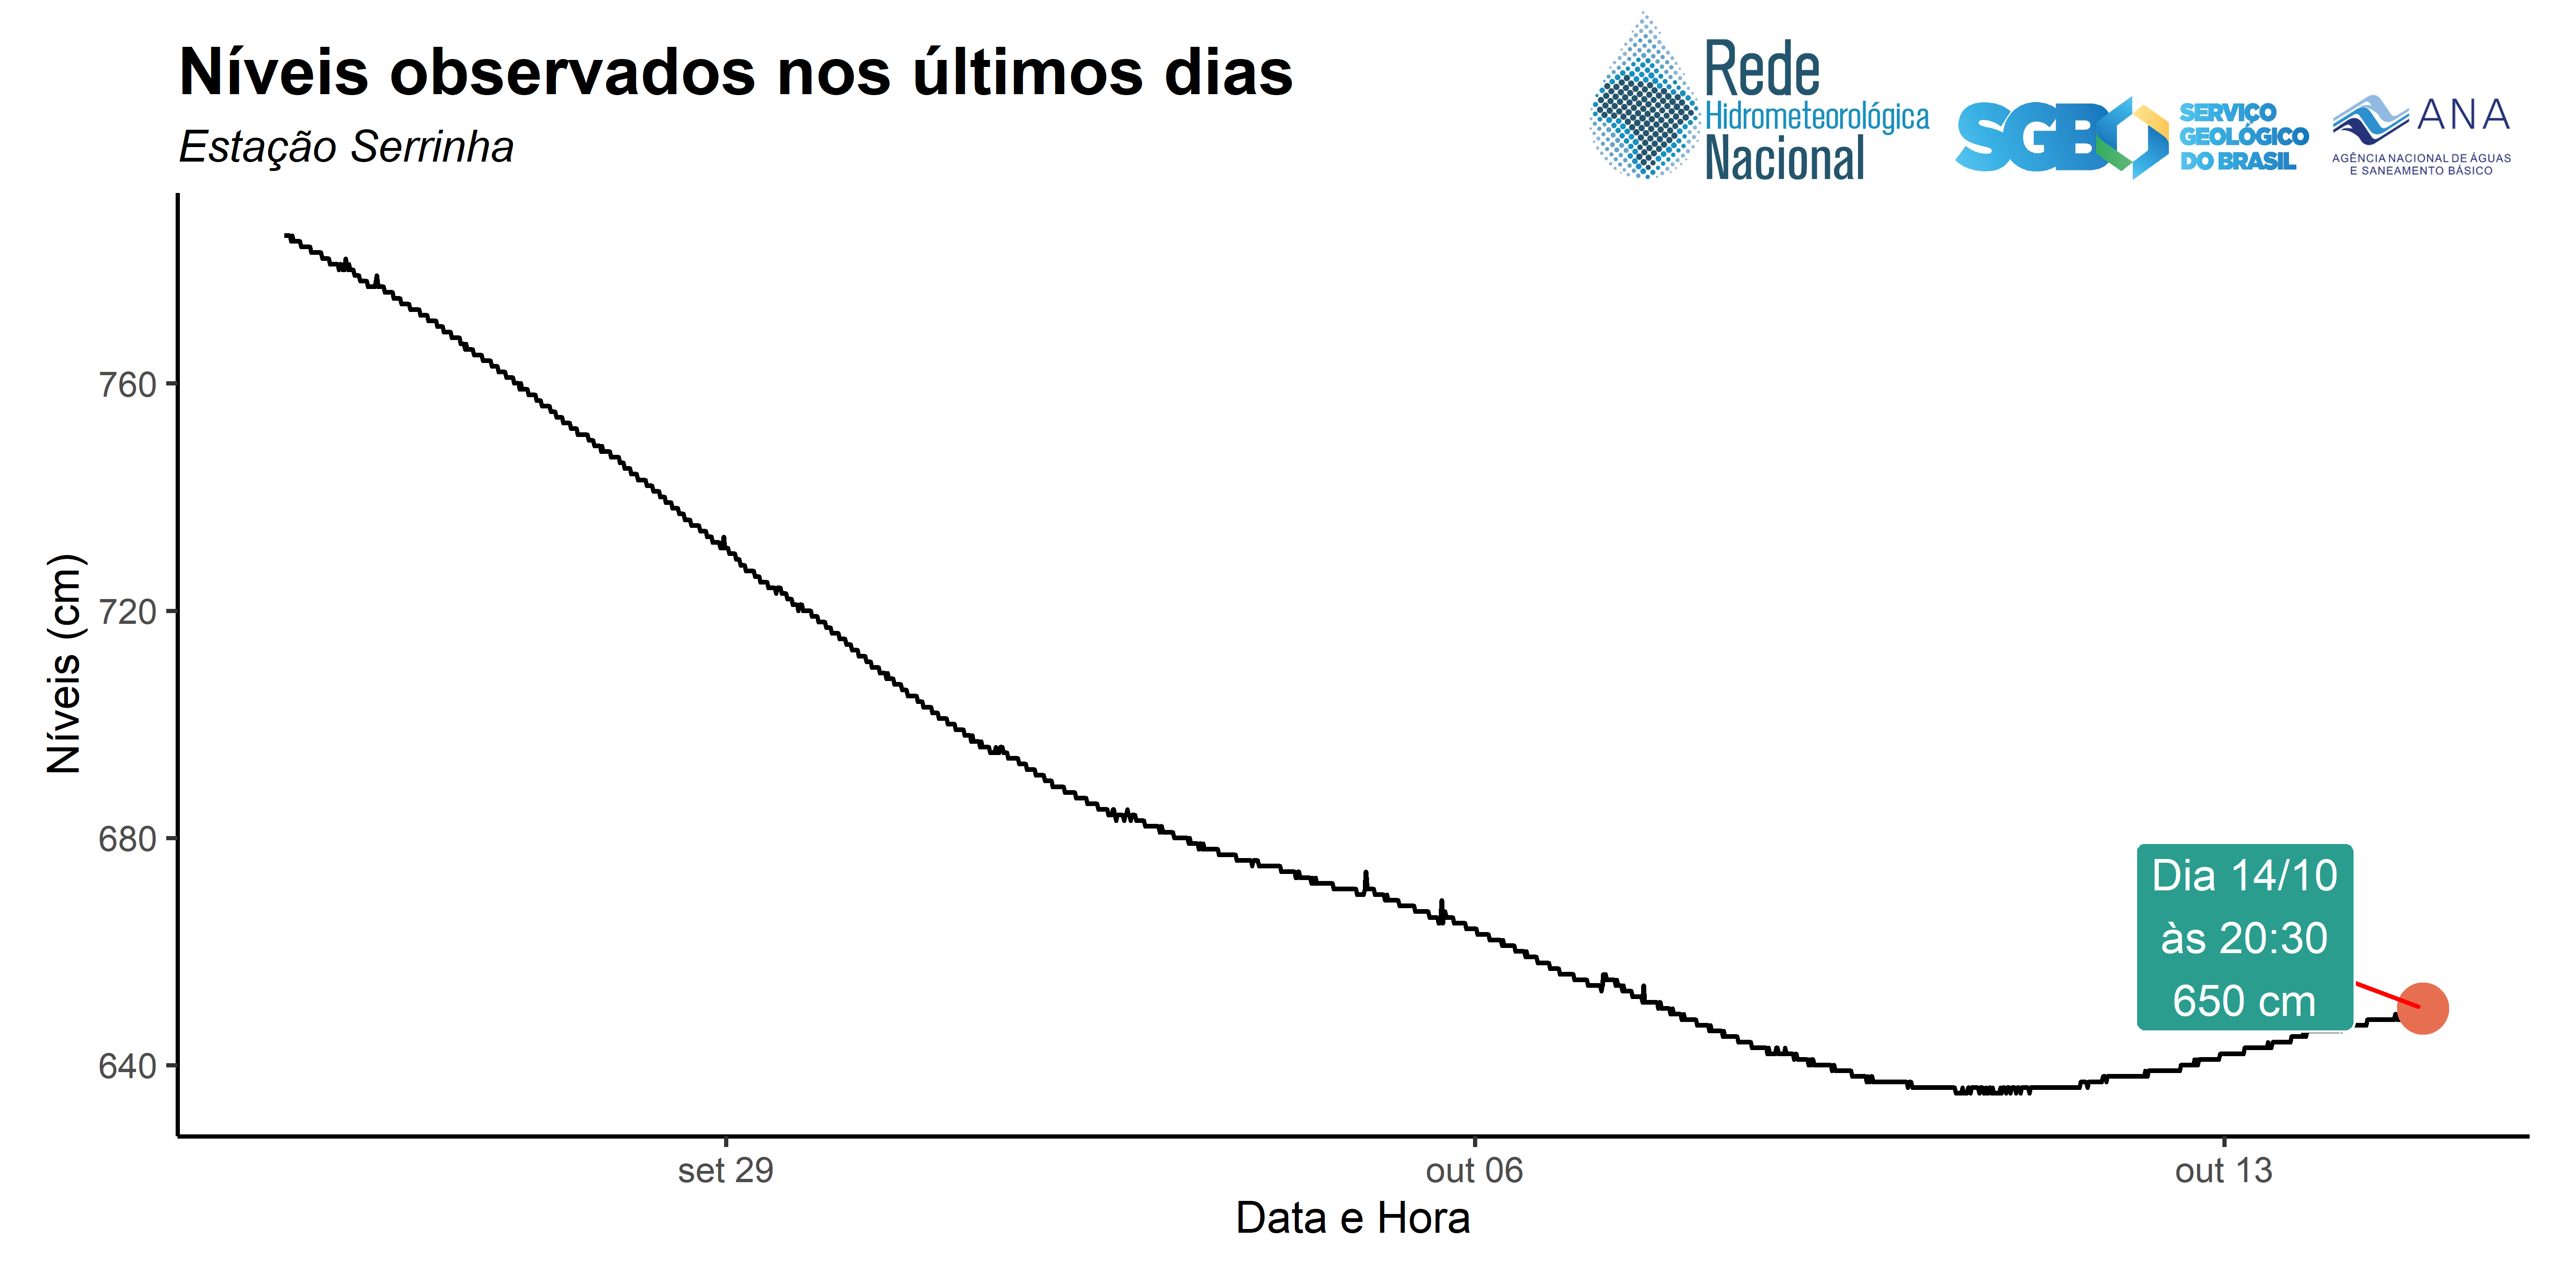 Níveis observados nos últimos dias
Estação Serrinha
Rede
Hidrometeorológica
Nacional
SGB
SERVIÇO
GEOLÓGICO
DO BRASIL
ANA
AGÊNCIA NACIONAL DE ÁGUAS
E SANEAMENTO BÁSICO
Níveis (cm)
760
720
680
640
Dia 14/10
às 20:30
650 cm
set 29
out 06
out 13
Data e Hora